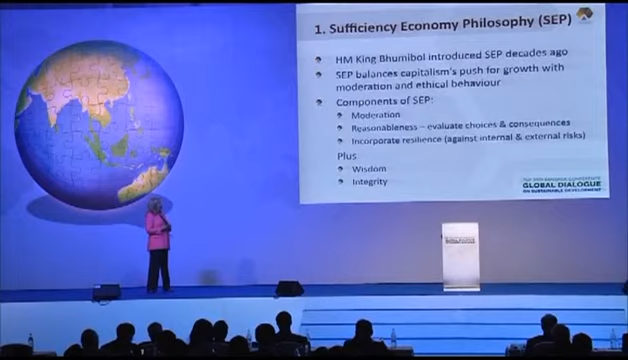 1. Sufficiency Economy Philosophy (SEP)
HM King Bhumibol introduced SEP decades ago
SEP balances capitalism's push for growth with
moderation and ethical behaviour
Components of SEP:
Moderation
Reasonableness – evaluate choices & consequences
Incorporate resilience (against internal & external risks)
Plus
Wisdom
Integrity
GLOBAL DIALOGUE
ON SUSTAINABLE DEVELOPMENT